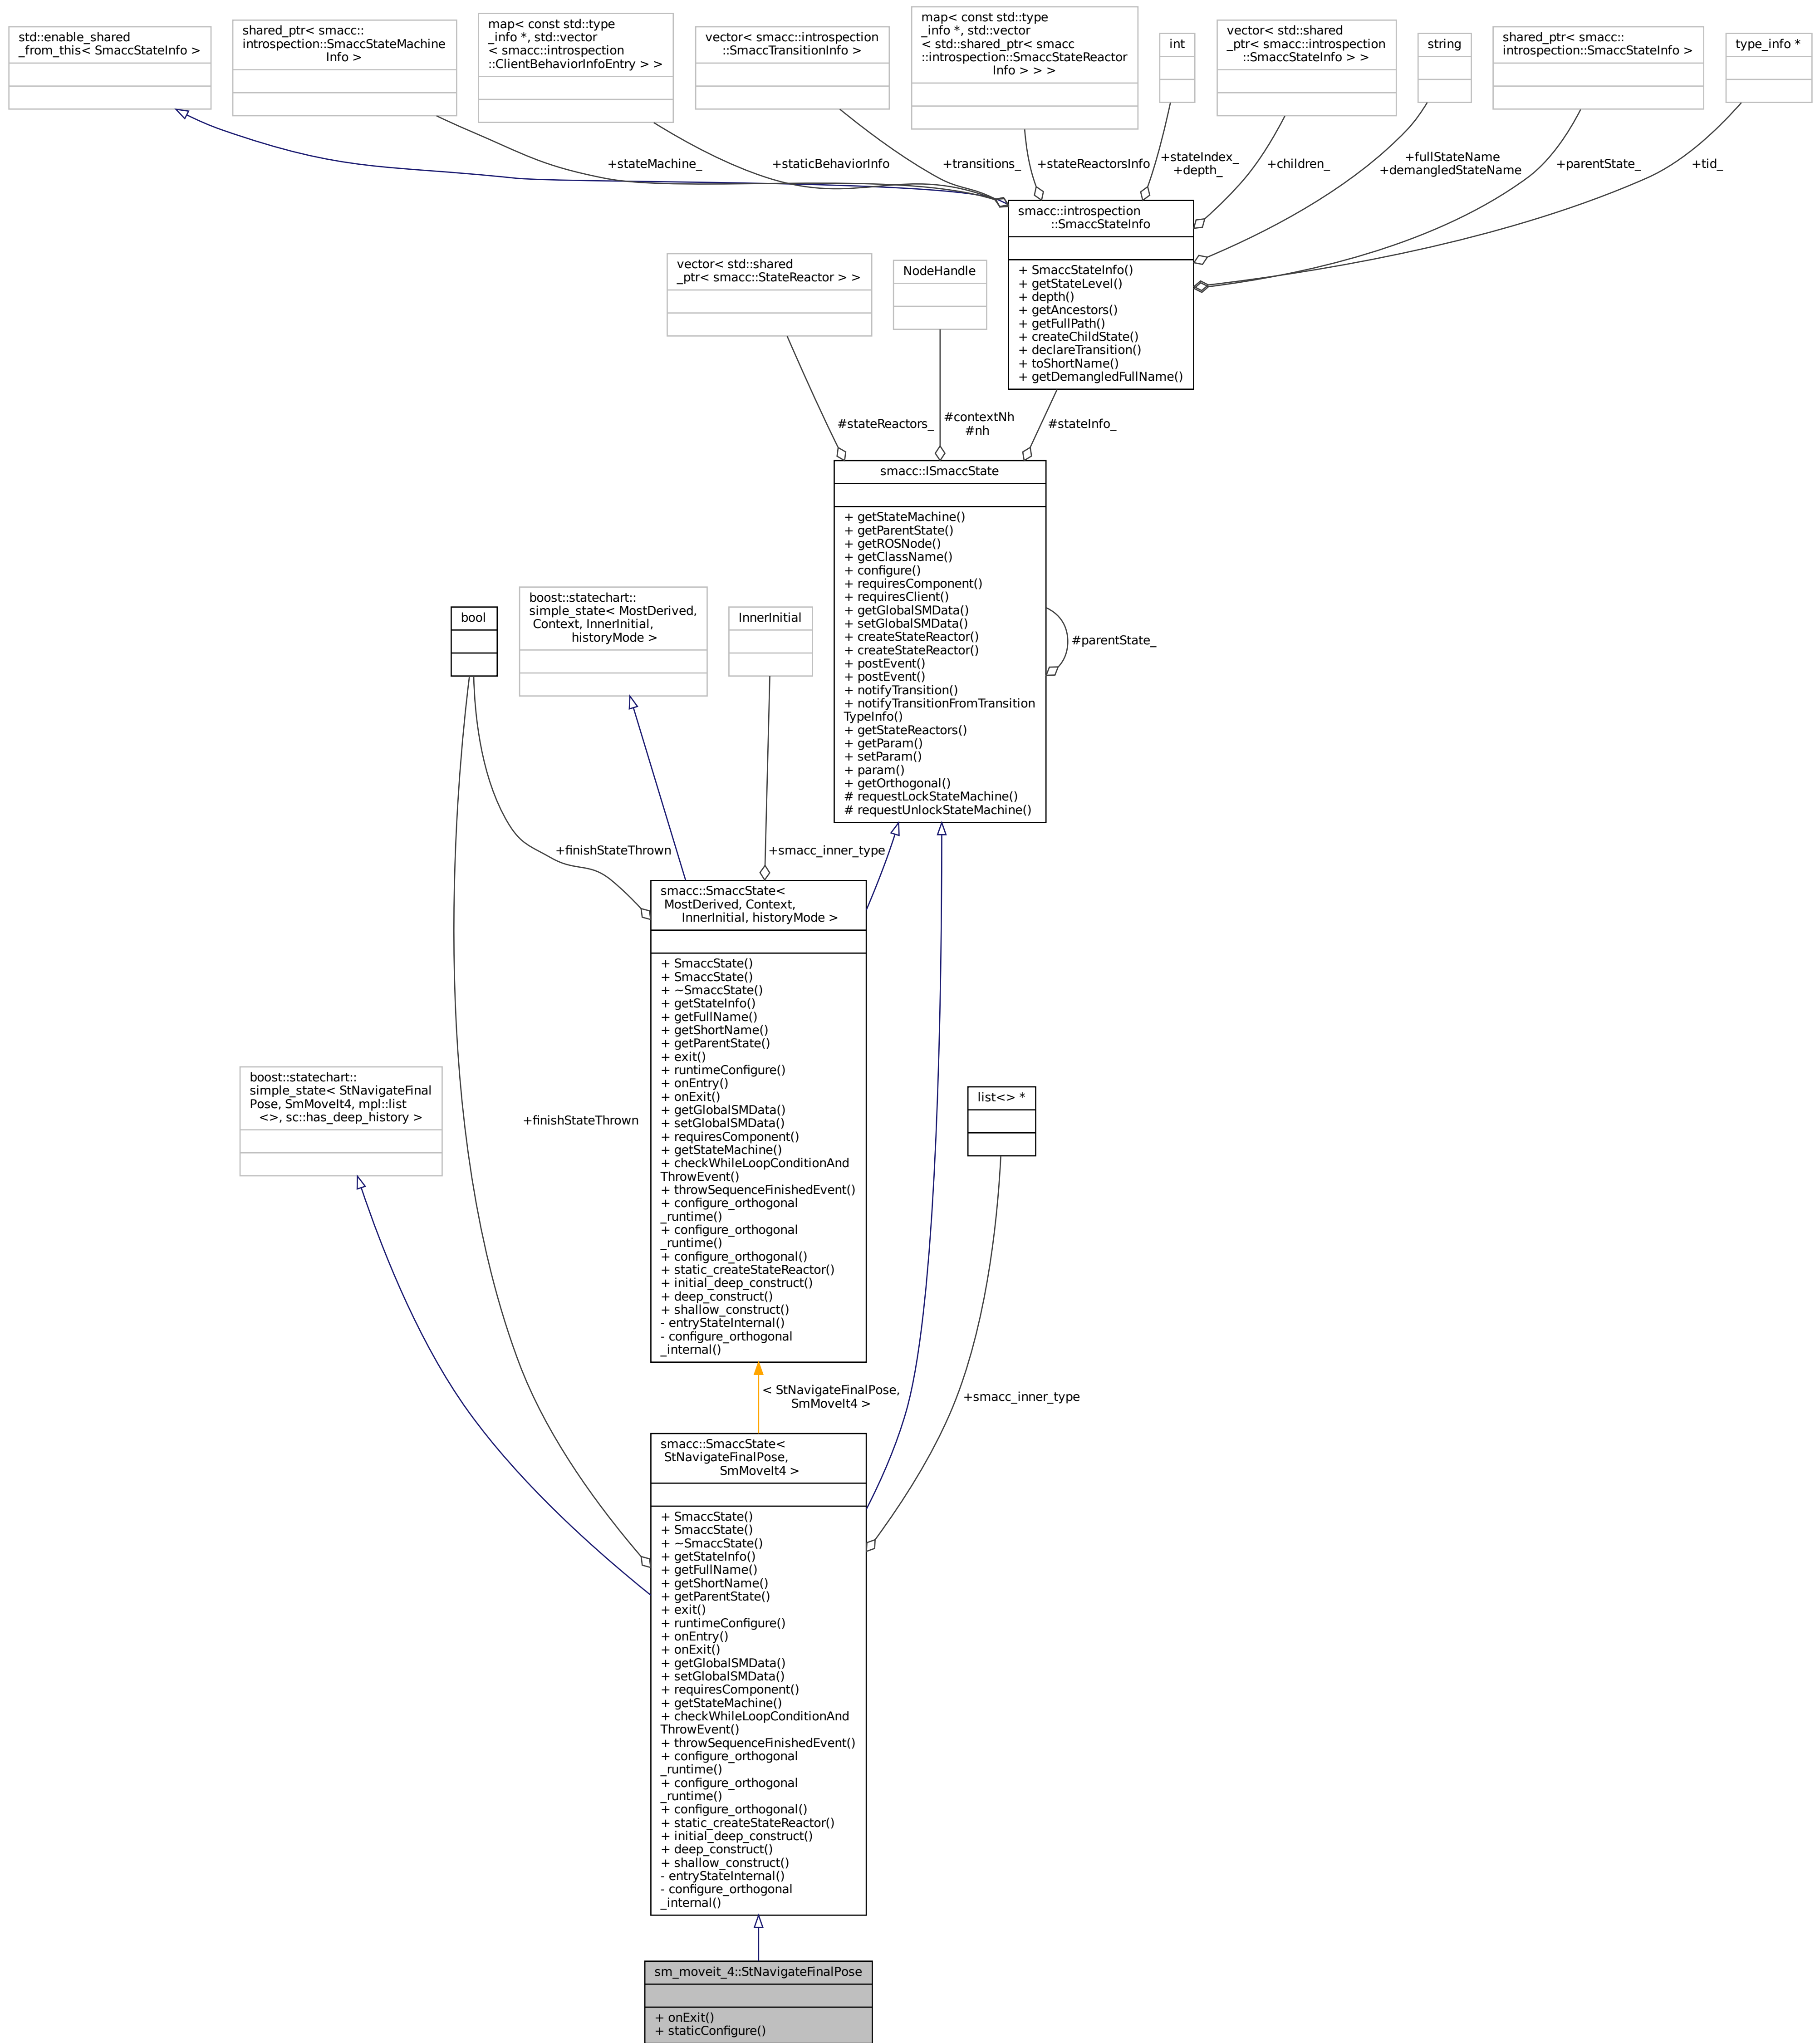 std::enable_shared
_from_this< SmaccStateInfo >
shared_ptr< smacc::
introspection::SmaccStateMachine
Info >
map< const std::type
_info *, std::vector
< smacc::introspection
::ClientBehaviorInfoEntry > >
vector< smacc::introspection
::SmaccTransitionInfo >
map< const std::type
_info *, std::vector
< std::shared_ptr< smacc
::introspection::SmaccStateReactor
Info > > >
int
vector< std::shared
_ptr< smacc::introspection
::SmaccStateInfo > >
string
shared_ptr< smacc::
introspection::SmaccStateInfo >
type_info *
+stateMachine_
+staticBehaviorInfo
+transitions_
+stateReactorsInfo
+stateIndex_
+depth_
+children_
+fullStateName
+demangledStateName
+parentState_
+tid_
smacc::introspection
::SmaccStateInfo
+ SmaccStateInfo()
+ getStateLevel()
+ depth()
+ getAncestors()
+ getFullPath()
+ createChildState()
+ declareTransition()
+ toShortName()
+ getDemangledFullName()
vector< std::shared
_ptr< smacc::StateReactor > >
NodeHandle
#stateReactors_
#contextNh
#nh
#stateInfo_
smacc::ISmaccState
+ getStateMachine()
+ getParentState()
+ getROSNode()
+ getClassName()
+ configure()
+ requiresComponent()
+ requiresClient()
+ getGlobalSMData()
+ setGlobalSMData()
+ createStateReactor()
+ createStateReactor()
+ postEvent()
+ postEvent()
+ notifyTransition()
+ notifyTransitionFromTransition
TypeInfo()
+ getStateReactors()
+ getParam()
+ setParam()
+ param()
+ getOrthogonal()
# requestLockStateMachine()
# requestUnlockStateMachine()
#parentState_
bool
boost::statechart::
simple_state< MostDerived,
Context, InnerInitial,
historyMode >
InnerInitial
+finishStateThrown
+smacc_inner_type
smacc::SmaccState<
MostDerived, Context,
InnerInitial, historyMode >
+ SmaccState()
+ SmaccState()
+ ~SmaccState()
+ getStateInfo()
+ getFullName()
+ getShortName()
+ getParentState()
+ exit()
+ runtimeConfigure()
+ onEntry()
+ onExit()
+ getGlobalSMData()
+ setGlobalSMData()
+ requiresComponent()
+ getStateMachine()
+ checkWhileLoopConditionAnd
ThrowEvent()
+ throwSequenceFinishedEvent()
+ configure_orthogonal
_runtime()
+ configure_orthogonal
_runtime()
+ configure_orthogonal()
+ static_createStateReactor()
+ initial_deep_construct()
+ deep_construct()
+ shallow_construct()
- entryStateInternal()
- configure_orthogonal
_internal()
boost::statechart::
simple_state< StNavigateFinal
Pose, SmMoveIt4, mpl::list
<>, sc::has_deep_history >
+finishStateThrown
list<> *
< StNavigateFinalPose,
SmMoveIt4 >
+smacc_inner_type
smacc::SmaccState<
StNavigateFinalPose,
SmMoveIt4 >
+ SmaccState()
+ SmaccState()
+ ~SmaccState()
+ getStateInfo()
+ getFullName()
+ getShortName()
+ getParentState()
+ exit()
+ runtimeConfigure()
+ onEntry()
+ onExit()
+ getGlobalSMData()
+ setGlobalSMData()
+ requiresComponent()
+ getStateMachine()
+ checkWhileLoopConditionAnd
ThrowEvent()
+ throwSequenceFinishedEvent()
+ configure_orthogonal
_runtime()
+ configure_orthogonal
_runtime()
+ configure_orthogonal()
+ static_createStateReactor()
+ initial_deep_construct()
+ deep_construct()
+ shallow_construct()
- entryStateInternal()
- configure_orthogonal
_internal()
sm_moveit_4::StNavigateFinalPose
+ onExit()
+ staticConfigure()